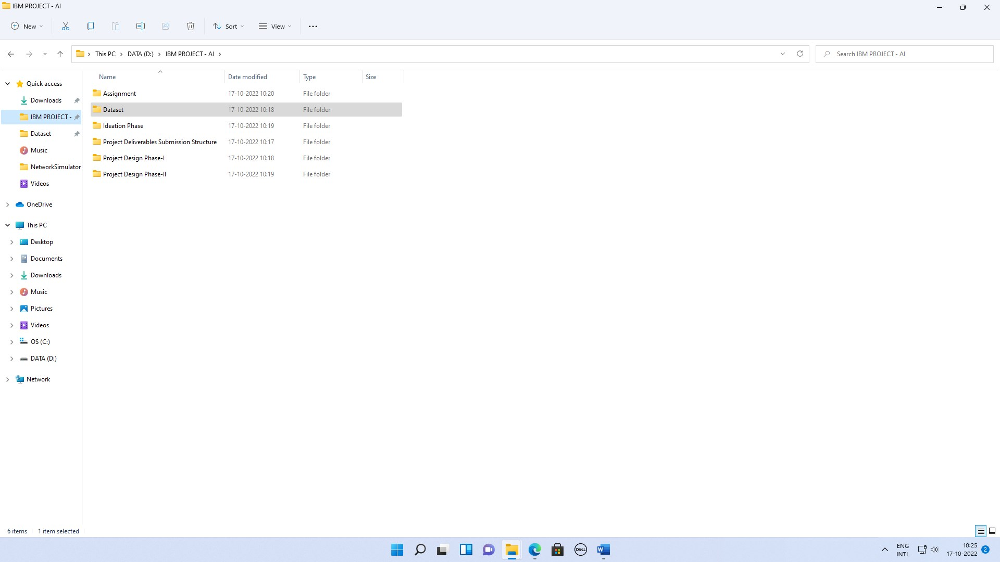 IBM PROJECT - AI
New
Sort
View
This PC
DATA (D:)
IBM PROJECT - AI
Search IBM PROJECT - AI
Name Date modified Type Size
Assignment 17-10-2022 10:20 File folder
Dataset 17-10-2022 10:18 File folder
Ideation Phase 17-10-2022 10:19 File folder
Project Deliverables Submission Structure 17-10-2022 10:17 File folder
Project Design Phase-I 17-10-2022 10:18 File folder
Project Design Phase-II 17-10-2022 10:19 File folder
Quick access
Downloads
IBM PROJECT -
Dataset
Music
NetworkSimulator
Videos
OneDrive
This PC
Desktop
Documents
Downloads
Music
Pictures
Videos
OS (C:)
DATA (D:)
Network
6 items 1 item selected
W
DELL
ENG
INTL
10:25
17-10-2022
2